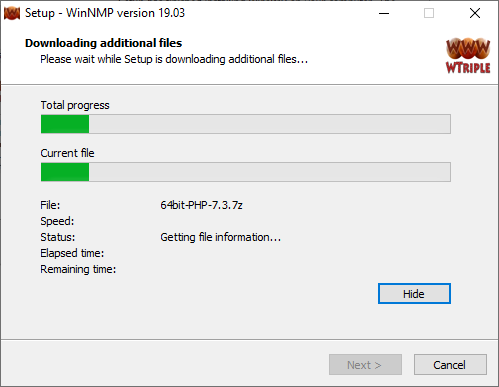 Setup - WinNMP version 19.03
Downloading additional files
Please wait while Setup is downloading additional files...
WWW
WTRIPLE
Total progress
Current file
File: 64bit-PHP-7.3.7z
Speed:
Status: Getting file information...
Elapsed time:
Remaining time:
Hide
Next >
Cancel